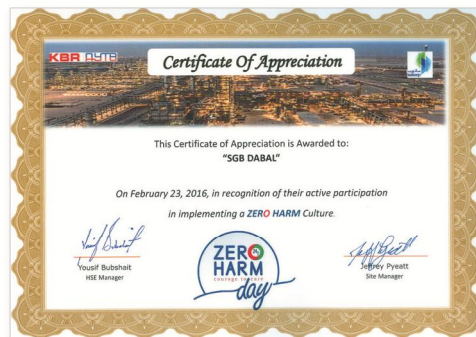 KBR AYTB
Certificate Of Appreciation
This Certificate of Appreciation is Awarded to:
"SGB DABAL"
On February 23, 2016, in recognition of their active participation
in implementing a ZERO HARM Culture.
Yousif Bubshait
HSE Manager
ZERO
24
HARM
courage to care
day
Jeffrey Pyeatt
Site Manager